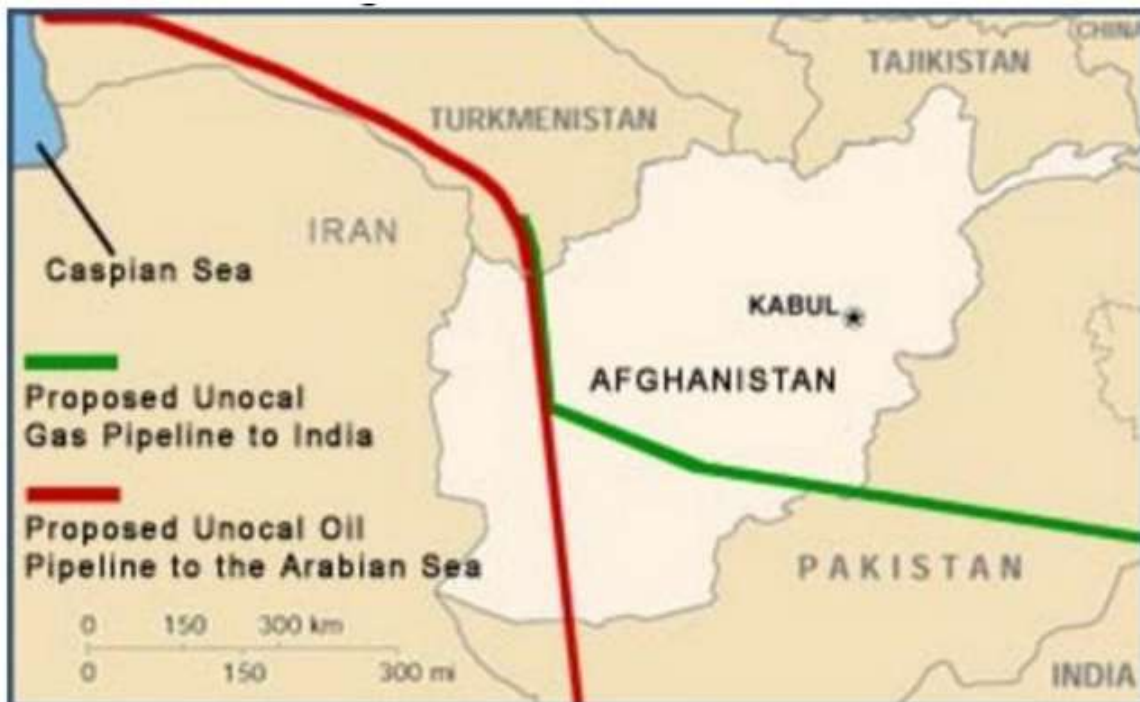 CHINA
TAJIKISTAN
TURKMENISTAN
IRAN
Caspian Sea
KABUL
AFGHANISTAN
Proposed Unocal
Gas Pipeline to India
Proposed Unocal Oil
Pipeline to the Arabian Sea
PAKISTAN
0 150 300 km
0 150 300 mi
INDIA